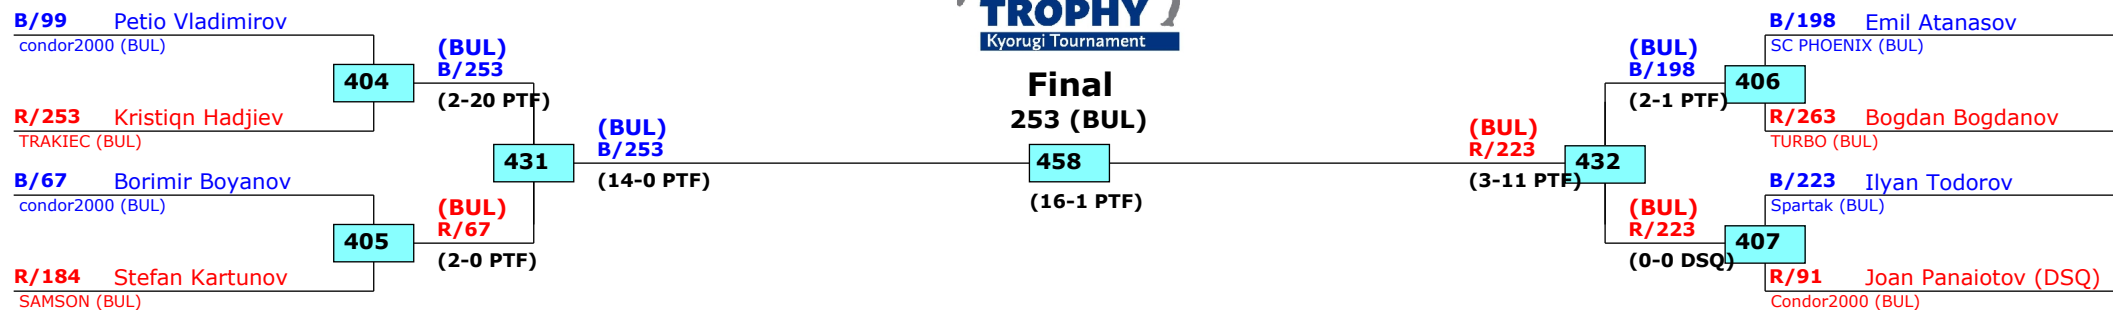 B/99 Petio Vladimirov
condor2000 (BUL)
R/253 Kristiqn Hadjiev
TRAKIEC (BUL)
B/67 Borimir Boyanov
condor2000 (BUL)
R/184 Stefan Kartunov
SAMSON (BUL)
404
(BUL)
B/253
(2-20 PTF)
405
(BUL)
R/67
(2-0 PTF)
431
(BUL)
B/253
(14-0 PTF)
TROPHY
Kyorugi Tournament
Final
253 (BUL)
458
(16-1 PTF)
(BUL)
R/223
(3-11 PTF)
432
(BUL)
B/198
(2-1 PTF)
406
(BUL)
R/223
(0-0 DSQ)
407
B/198 Emil Atanasov
SC PHOENIX (BUL)
R/263 Bogdan Bogdanov
TURBO (BUL)
B/223 Ilyan Todorov
Spartak (BUL)
R/91 Joan Panaiotov (DSQ)
Condor2000 (BUL)